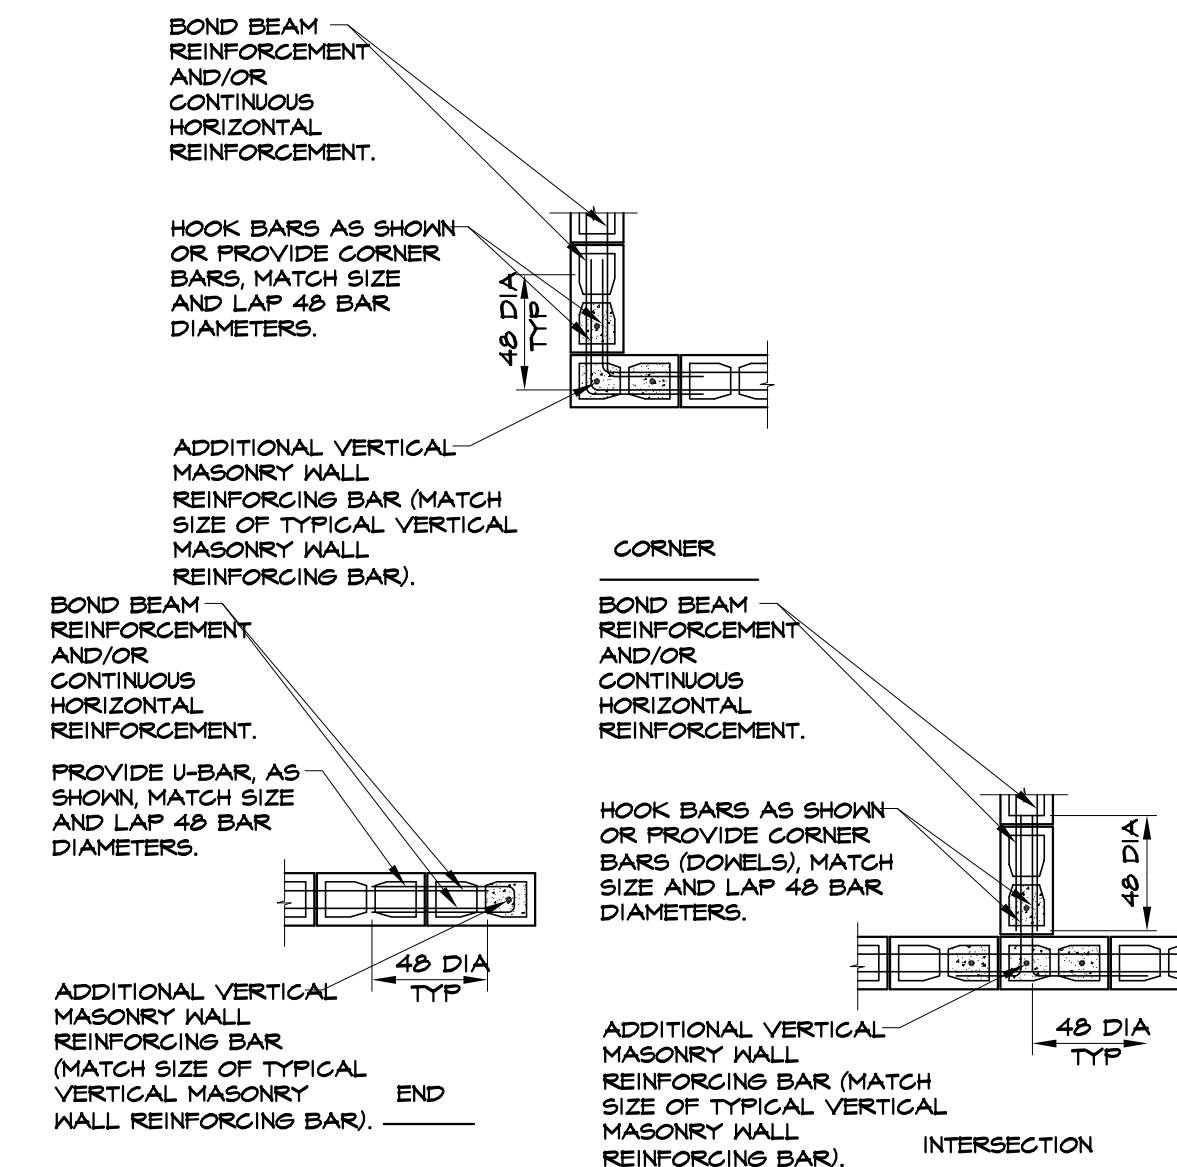 BOND BEAM
REINFORCEMENT
AND/OR
CONTINUOUS
HORIZONTAL
REINFORCEMENT.
HOOK BARS AS SHOWN
OR PROVIDE CORNER
BARS, MATCH SIZE
AND LAP 48 BAR
DIAMETERS.
48 DIA
TYP
ADDITIONAL VERTICAL
MASONRY WALL
REINFORCING BAR (MATCH
SIZE OF TYPICAL VERTICAL
MASONRY WALL
REINFORCING BAR).
CORNER
BOND BEAM
REINFORCEMENT
AND/OR
CONTINUOUS
HORIZONTAL
REINFORCEMENT.
PROVIDE U-BAR, AS
SHOWN, MATCH SIZE
AND LAP 48 BAR
DIAMETERS.
48 DIA
TYP
ADDITIONAL VERTICAL
MASONRY WALL
REINFORCING BAR
(MATCH SIZE OF TYPICAL
VERTICAL MASONRY
WALL REINFORCING BAR).
END
BOND BEAM
REINFORCEMENT
AND/OR
CONTINUOUS
HORIZONTAL
REINFORCEMENT.
HOOK BARS AS SHOWN
OR PROVIDE CORNER
BARS (DOWELS), MATCH
SIZE AND LAP 48 BAR
DIAMETERS.
48 DIA
48 DIA
TYP
ADDITIONAL VERTICAL
MASONRY WALL
REINFORCING BAR (MATCH
SIZE OF TYPICAL VERTICAL
MASONRY WALL
REINFORCING BAR).
INTERSECTION